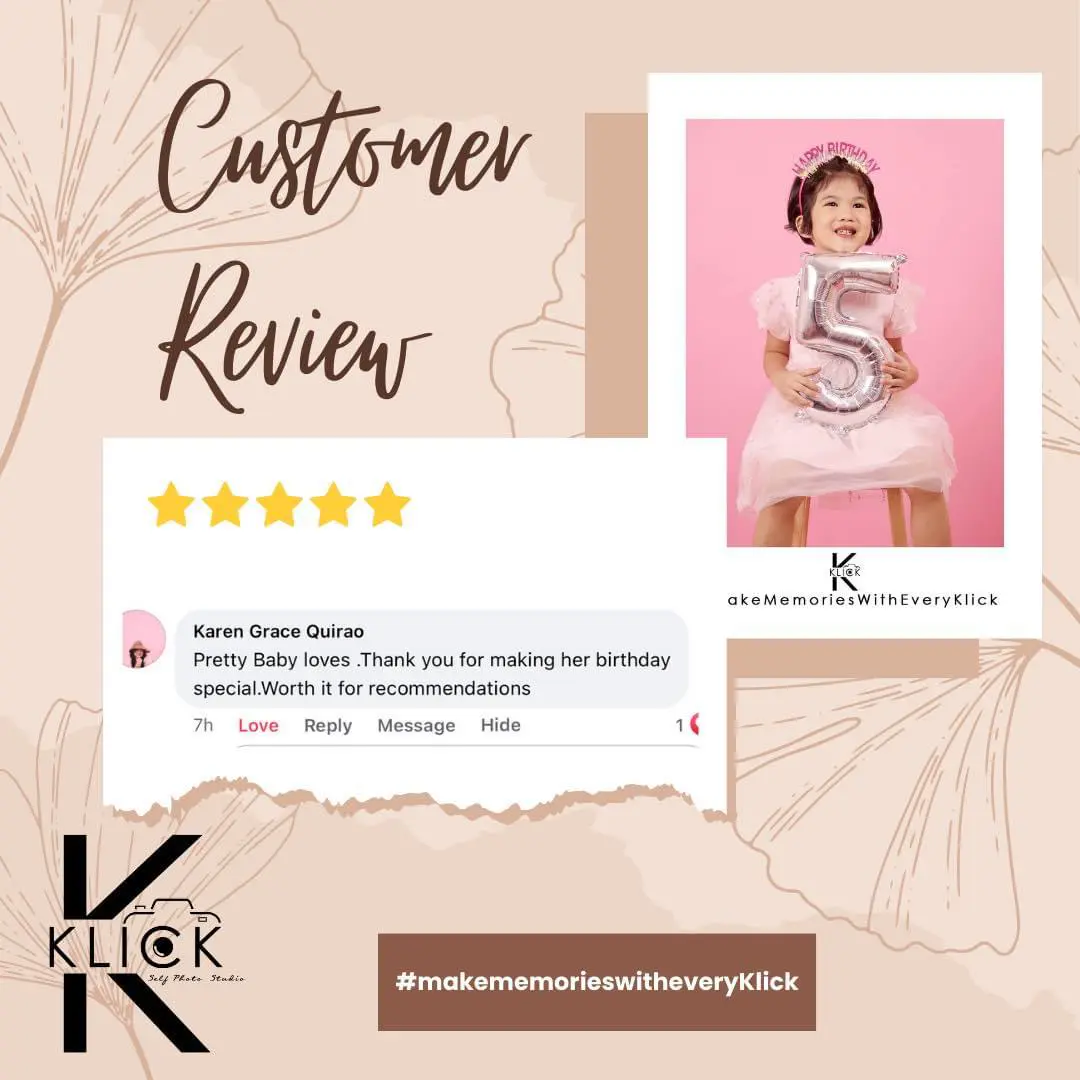 Customer
Review
HAPPY BIRTHDAY
5
KLICK
K
akeMemoriesWithEveryKlick
Karen Grace Quirao
Pretty Baby loves .Thank you for making her birthday
special.Worth it for recommendations
7h Love Reply Message Hide 1
K
KLICK
Self Photo Studio
#makememorieswitheveryKlick